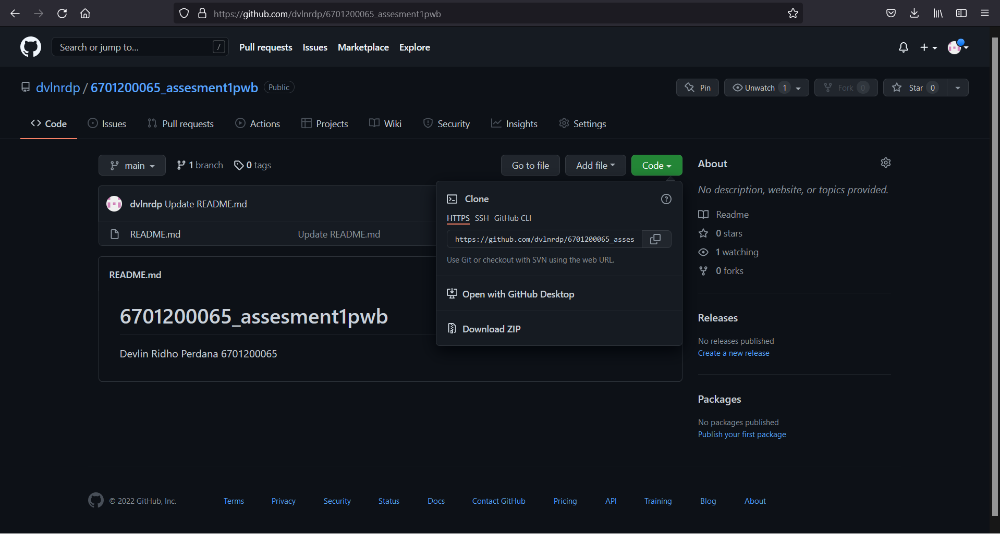 https://github.com/dvlnrdp/6701200065_assesment1pwb
Search or jump to... /
Pull requests Issues Marketplace Explore
dvlnrdp / 6701200065_assesment1pwb Public
Pin Unwatch 1 Fork 0 Star 0
Code Issues Pull requests Actions Projects Wiki Security Insights Settings
main 1 branch 0 tags Go to file Add file Code
dvlnrdp Update README.md
README.md Update README.md
README.md
6701200065_assesment1pwb
Devlin Ridho Perdana 6701200065
Clone
HTTPS SSH GitHub CLI
https://github.com/dvlnrdp/6701200065_asses
Use Git or checkout with SVN using the web URL.
Open with GitHub Desktop
Download ZIP
About
No description, website, or topics provided.
Readme
0 stars
1 watching
0 forks
Releases
No releases published
Create a new release
Packages
No packages published
Publish your first package
© 2022 GitHub, Inc. Terms Privacy Security Status Docs Contact GitHub Pricing API Training Blog About